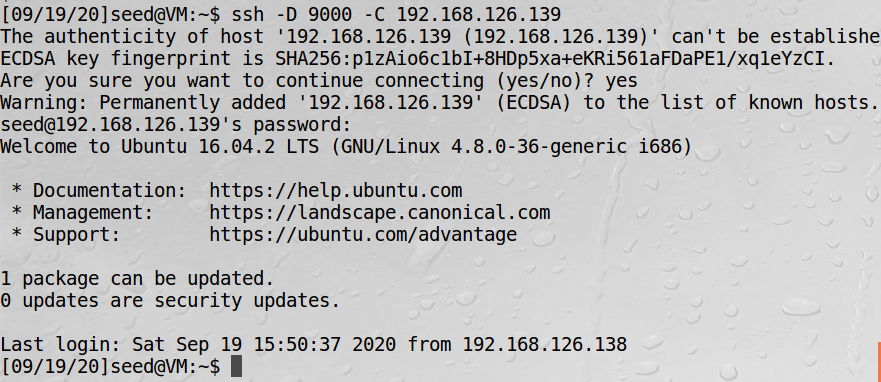 [09/19/20]seed@VM:~$ ssh -D 9000 -C 192.168.126.139
The authenticity of host '192.168.126.139 (192.168.126.139)' can't be establishe
ECDSA key fingerprint is SHA256:p1zAio6c1bI+8HDp5xa+eKRi561aFDaPE1/xq1eYzCI.
Are you sure you want to continue connecting (yes/no)? yes
Warning: Permanently added '192.168.126.139' (ECDSA) to the list of known hosts.
seed@192.168.126.139's password:
Welcome to Ubuntu 16.04.2 LTS (GNU/Linux 4.8.0-36-generic i686)
* Documentation:  https://help.ubuntu.com
* Management:     https://landscape.canonical.com
* Support:        https://ubuntu.com/advantage
1 package can be updated.
0 updates are security updates.
Last login: Sat Sep 19 15:50:37 2020 from 192.168.126.138
[09/19/20]seed@VM:~$